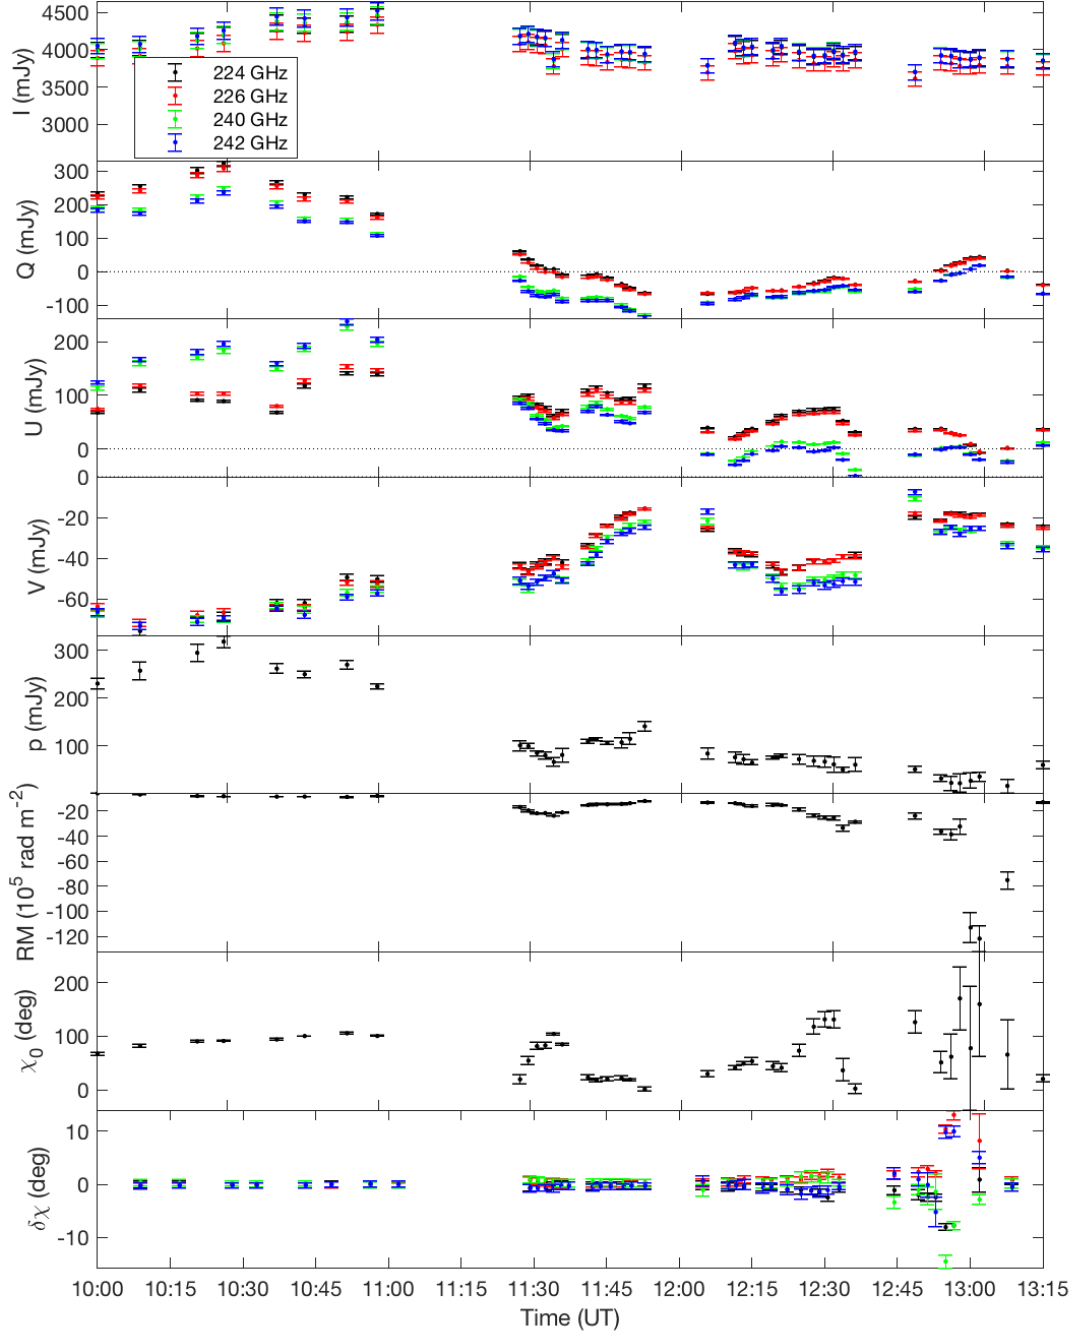 4500
4000
3500
3000
I (mJy)
224 GHz
226 GHz
240 GHz
242 GHz
300
200
100
0
-100
Q (mJy)
200
100
0
U (mJy)
0
-20
-40
-60
V (mJy)
300
200
100
p (mJy)
-20
-40
-60
-80
-100
-120
RM (10⁵ rad m⁻²)
200
100
0
χ₀ (deg)
10
0
-10
δχ (deg)
10:00 10:15 10:30 10:45 11:00 11:30 11:45 12:00 12:15 12:30 12:45 13:00 13:15
Time (UT)